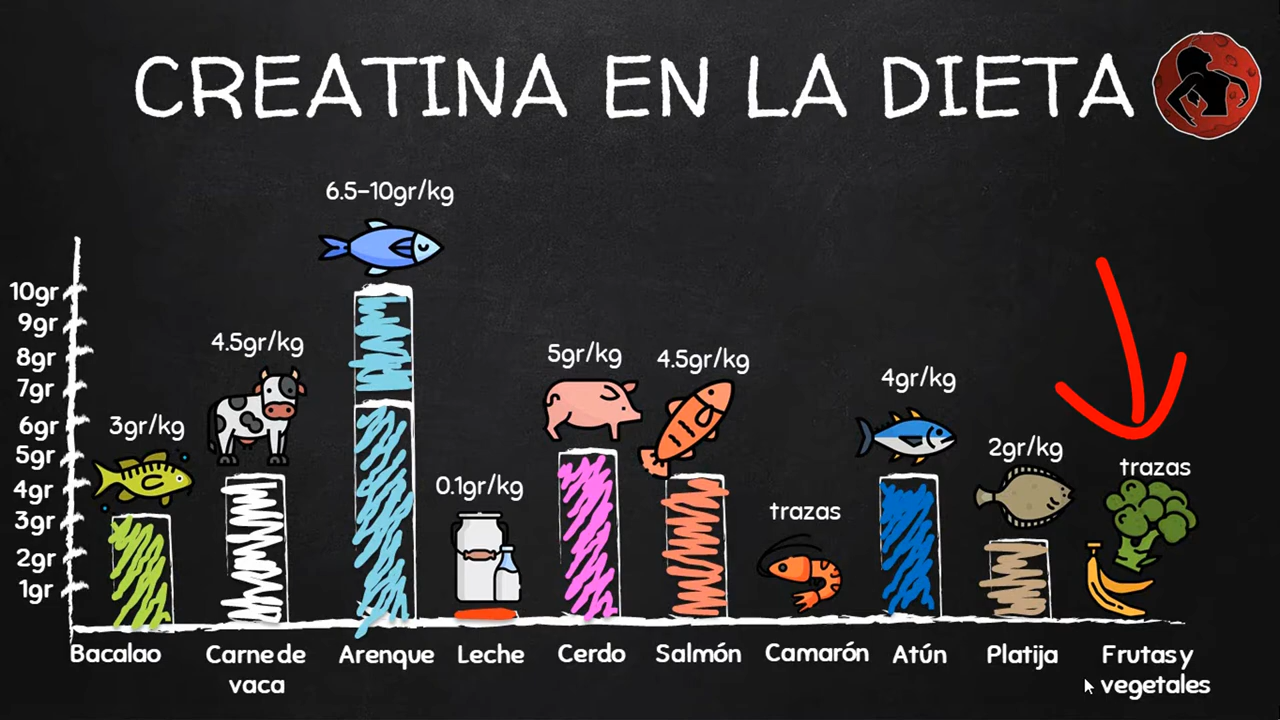 CREATINA EN LA DIETA
6.5-10gr/kg
10gr
9gr
8gr
7gr
6gr
5gr
4gr
3gr
2gr
1gr
3gr/kg
4.5gr/kg
0.1gr/kg
5gr/kg
4.5gr/kg
trazas
4gr/kg
2gr/kg
trazas
Bacalao
Carne de
vaca
Arenque
Leche
Cerdo
Salmón
Camarón
Atún
Platija
Frutas y
vegetales